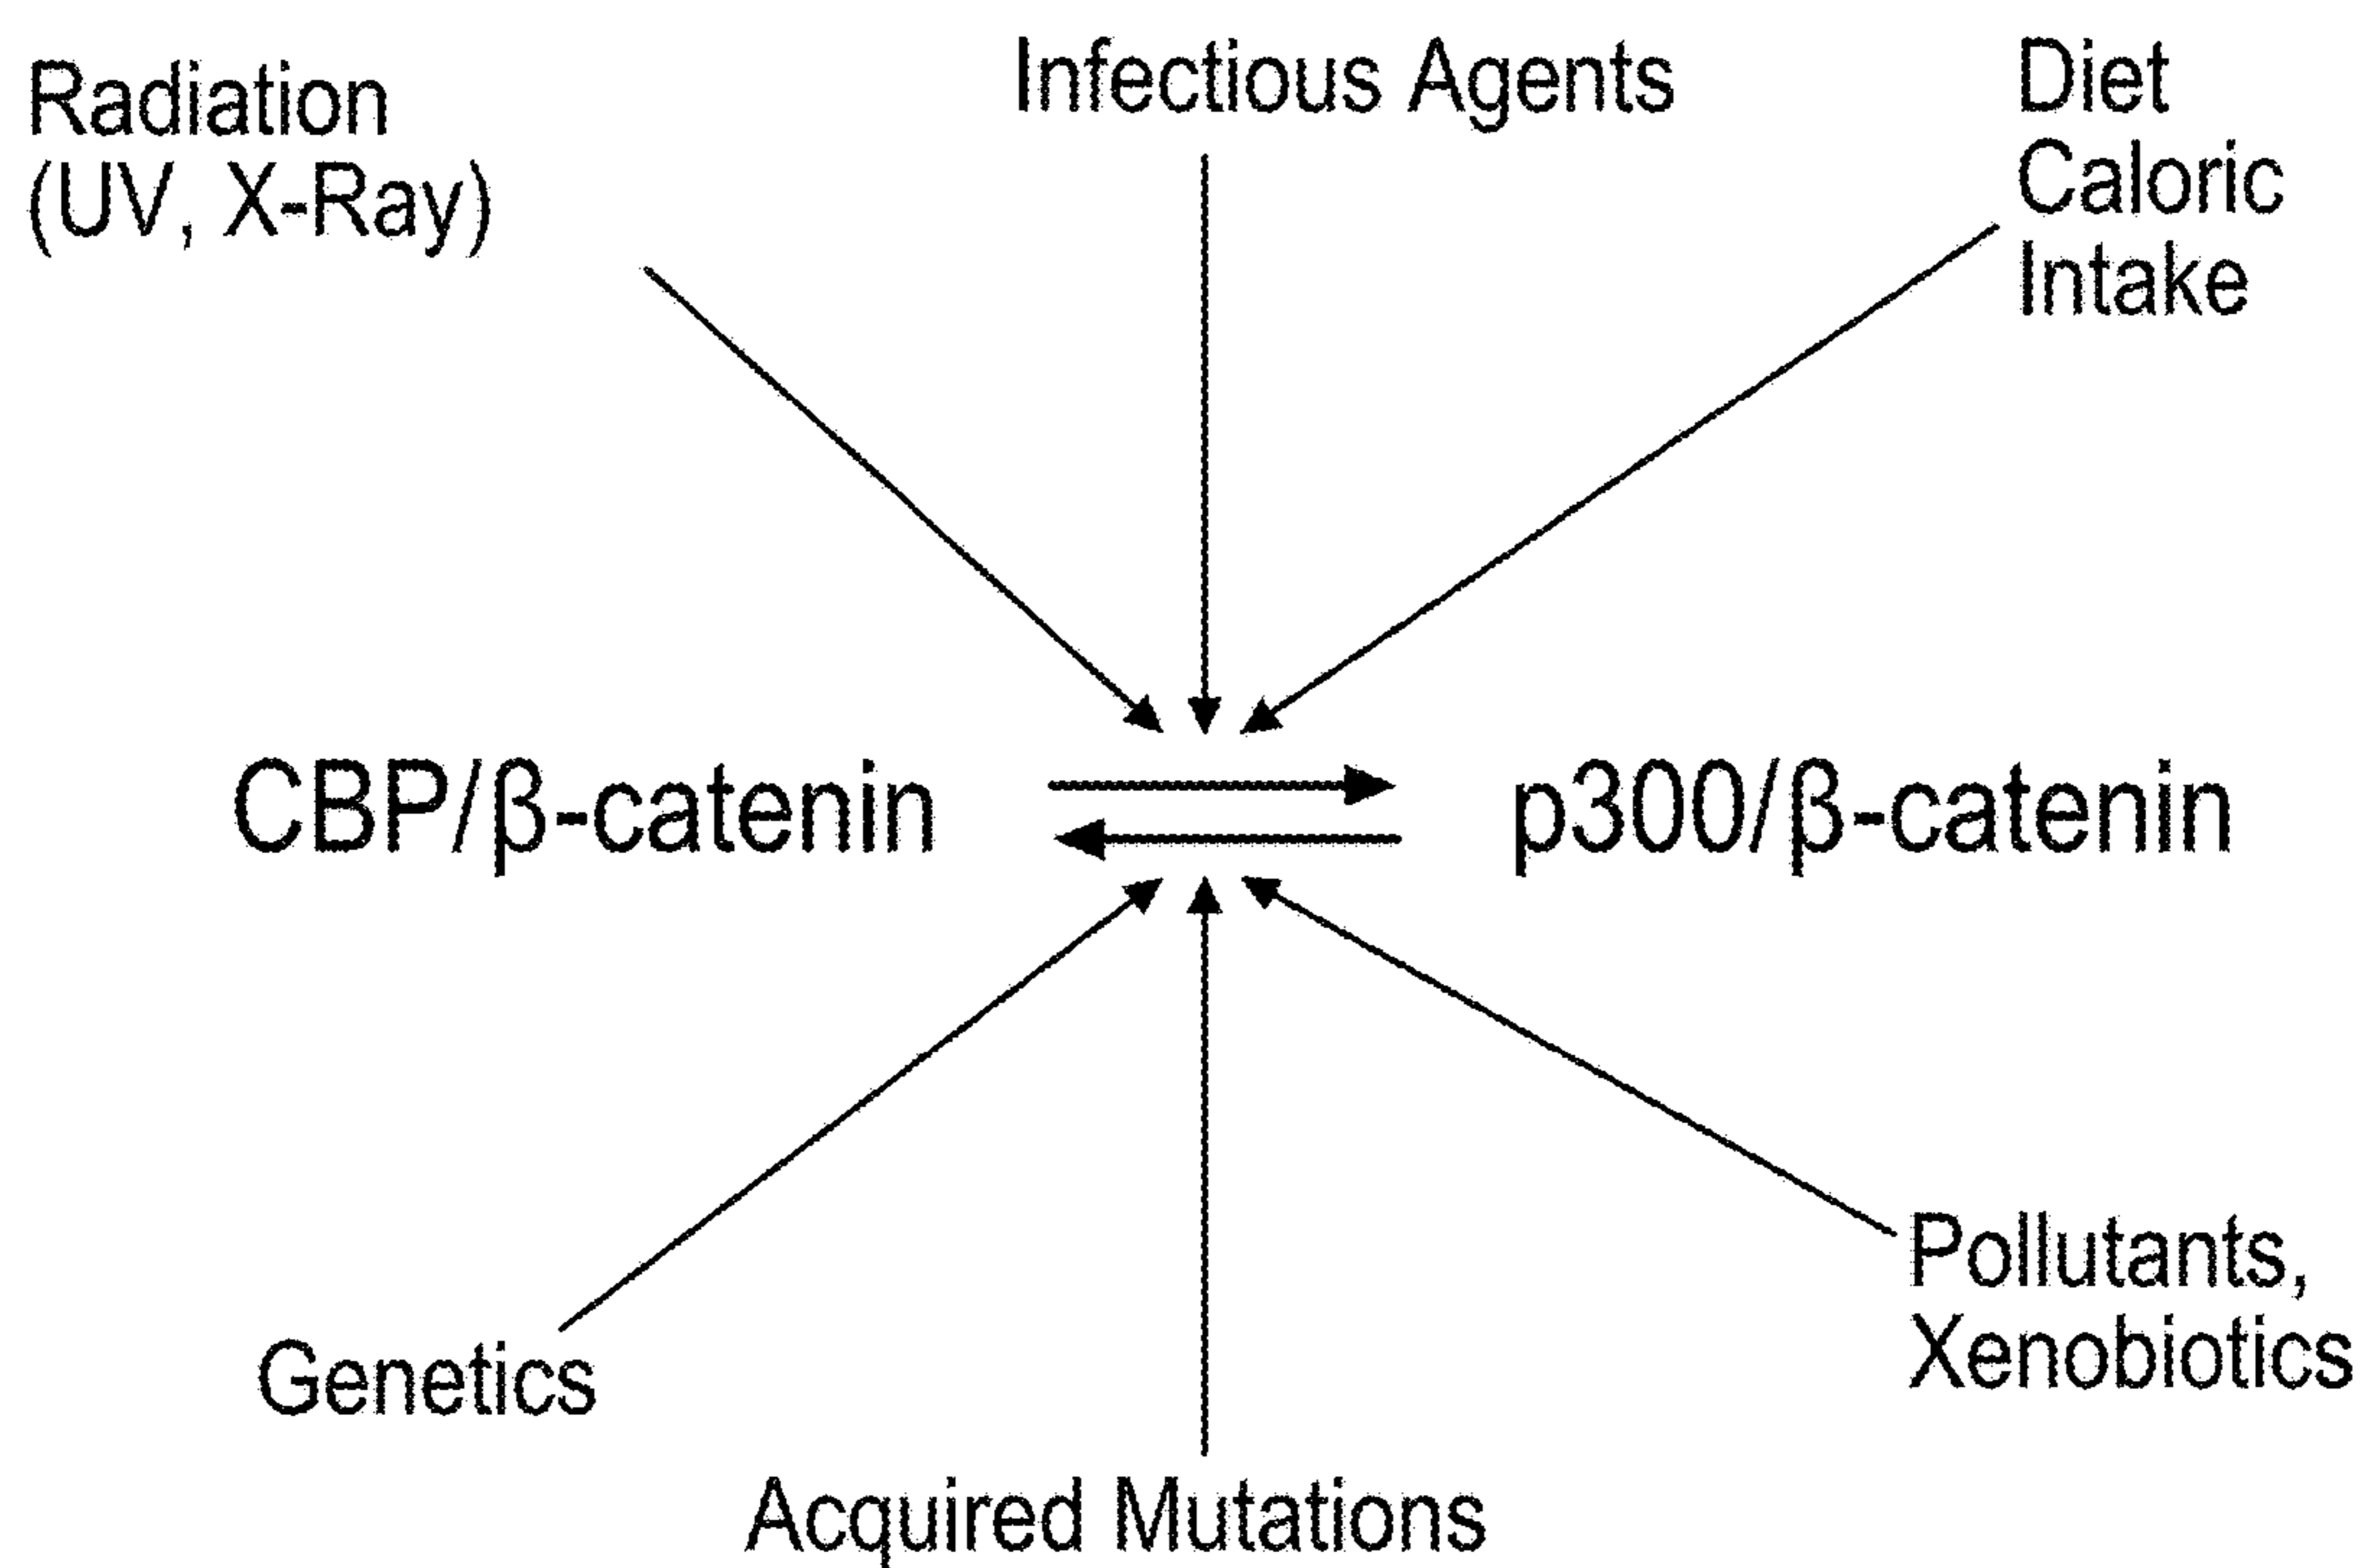 Radiation
(UV, X-Ray)
Infectious Agents
Diet
Caloric
Intake
CBP/β-catenin
p300/β-catenin
Genetics
Acquired Mutations
Pollutants,
Xenobiotics